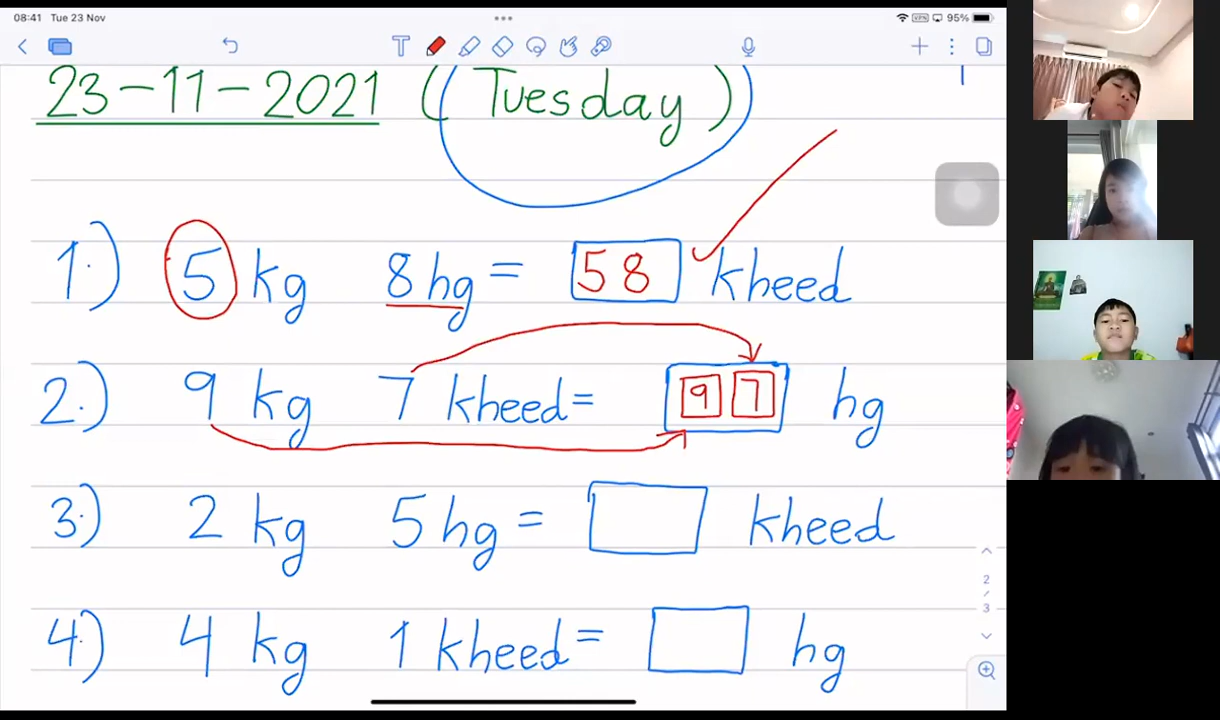 08:41 Tue 23 Nov VPN 95%
23-11-2021 (Tuesday)
1.) 5 kg 8 hg = 58 kheed
2.) 9 kg 7 kheed = 97 hg
3.) 2 kg 5 hg = kheed
4.) 4 kg 1 kheed = hg
2
/
3